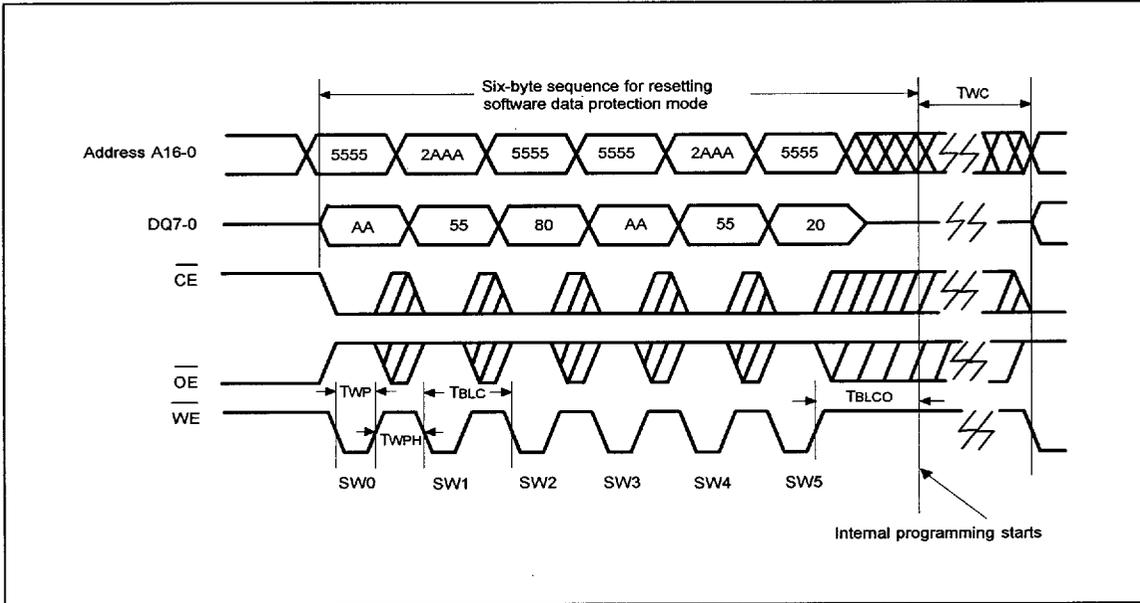 Six-byte sequence for resetting
software data protection mode
TWC
Address A16-0
5555
2AAA
5555
5555
2AAA
5555
DQ7-0
AA
55
80
AA
55
20
CE
OE
TWP
TBLC
TBLCO
WE
TWPH
SW0
SW1
SW2
SW3
SW4
SW5
Internal programming starts